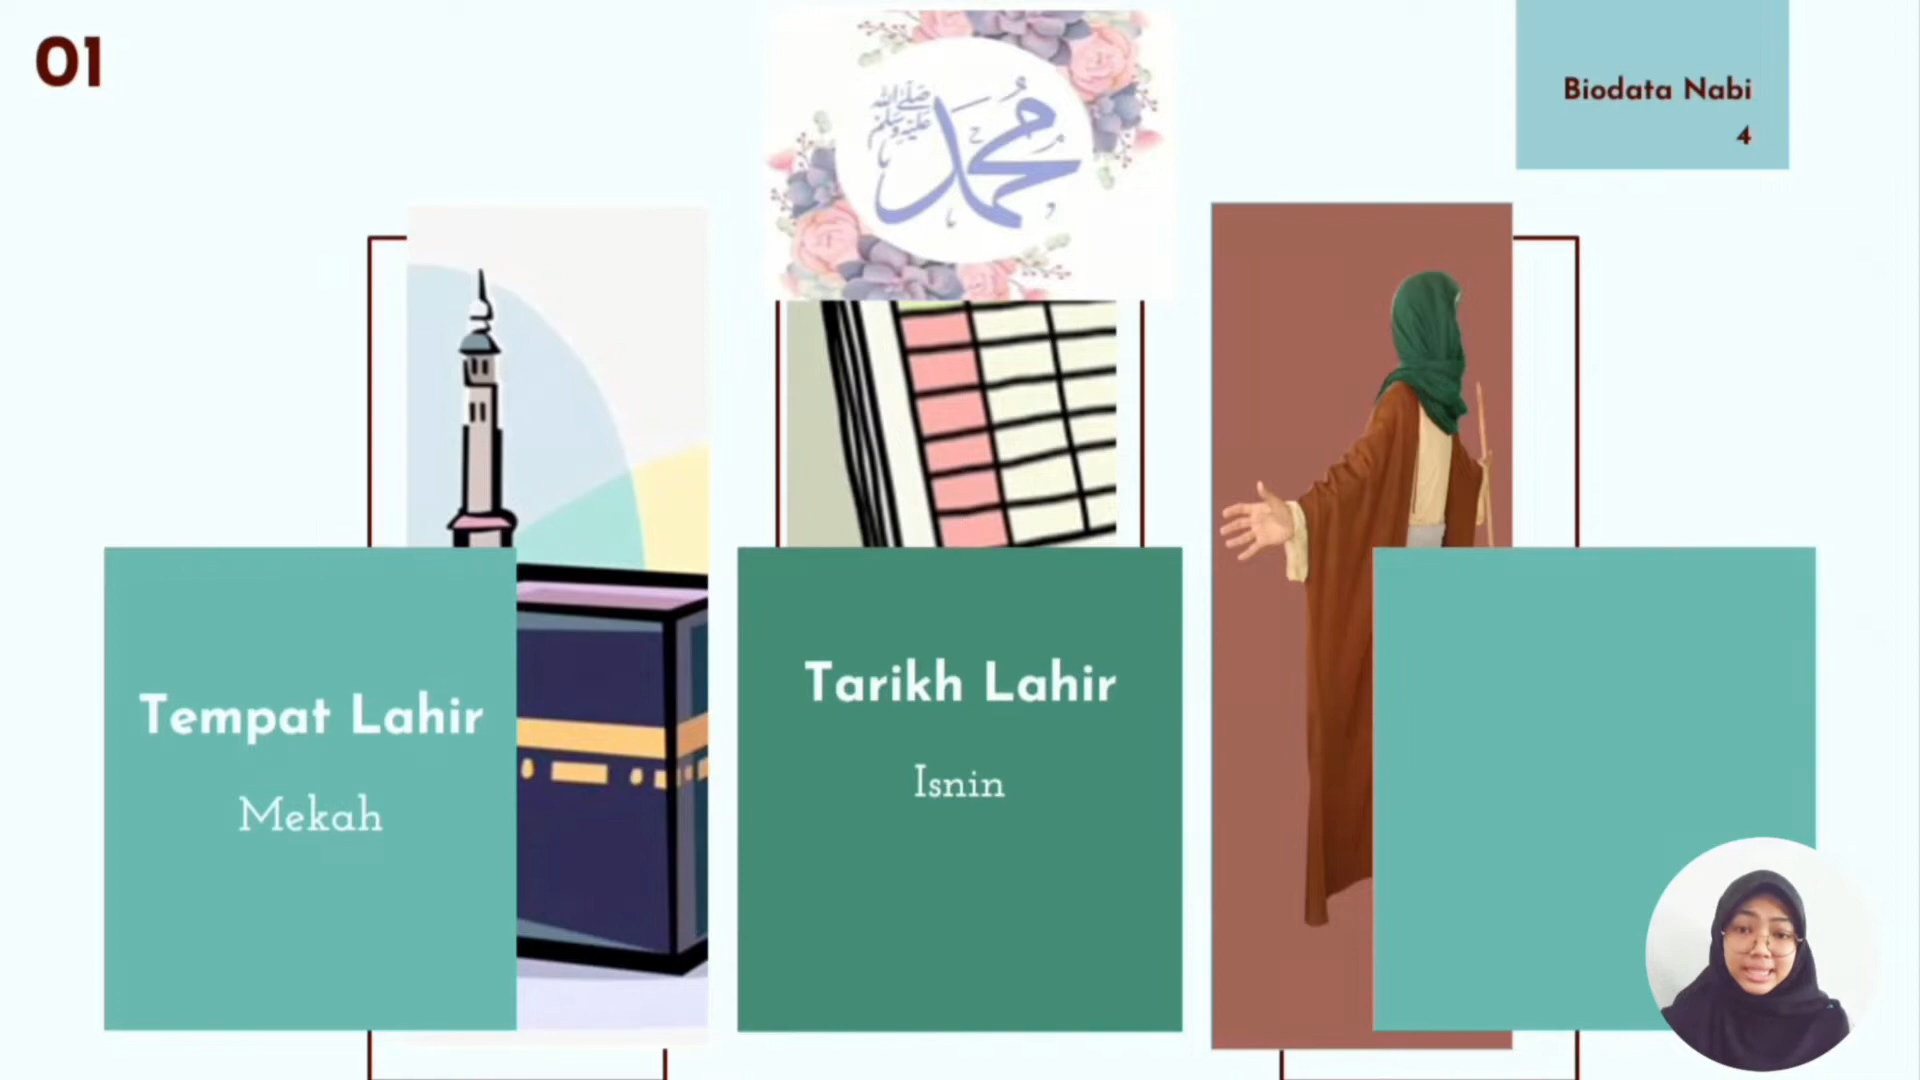 01
Biodata Nabi
4
صلى الله
عليه وسلم
محمد
Tempat Lahir
Mekah
Tarikh Lahir
Isnin